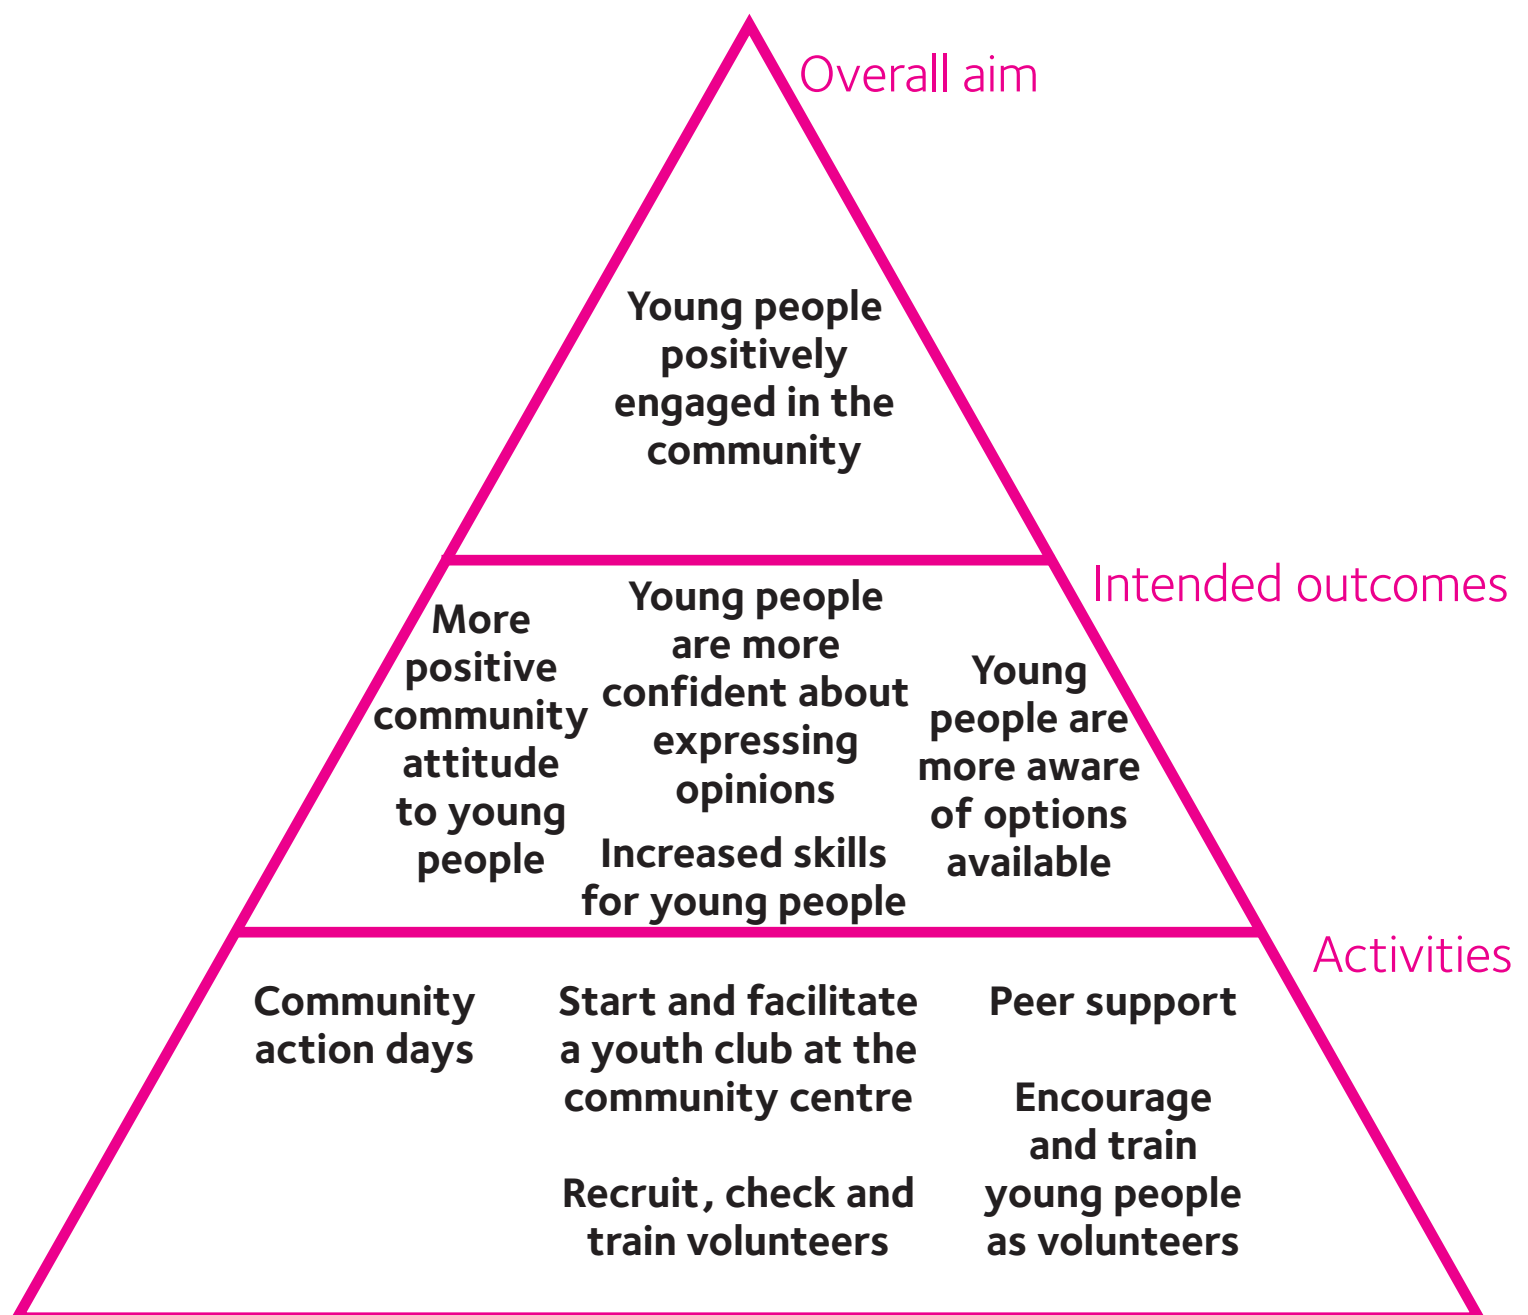 Overall aim
Young people
positively
engaged in the
community
Intended outcomes
More
positive
community
attitude
to young
people
Young people
are more
confident about
expressing
opinions
Increased skills
for young people
Young
people are
more aware
of options
available
Activities
Community
action days
Start and facilitate
a youth club at the
community centre
Recruit, check and
train volunteers
Peer support
Encourage
and train
young people
as volunteers